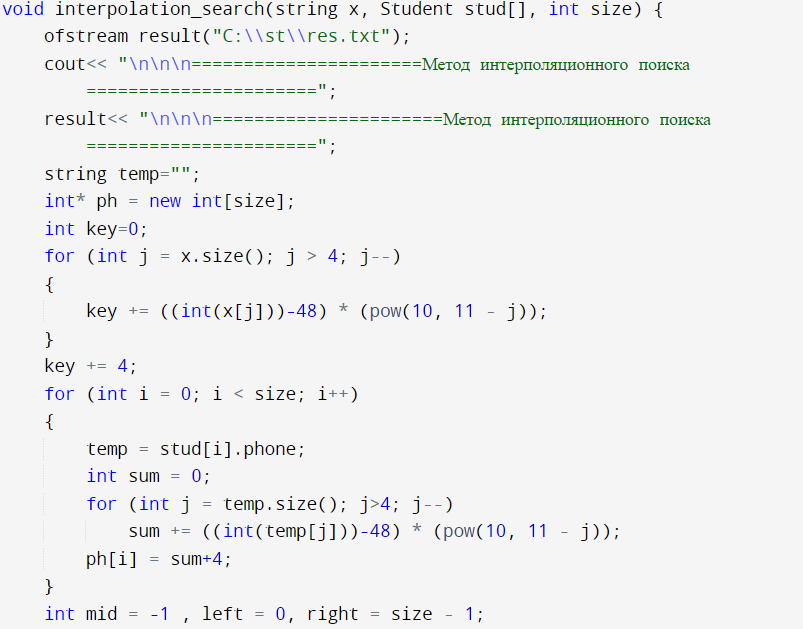 void interpolation_search(string x, Student stud[], int size) {
ofstream result("C:\\st\\res.txt");
cout<< "\n\n\n======================Метод интерполяционного поиска
======================";
result<< "\n\n\n======================Метод интерполяционного поиска
======================";
string temp="";
int* ph = new int[size];
int key=0;
for (int j = x.size(); j > 4; j--)
{
key += ((int(x[j]))-48) * (pow(10, 11 - j));
}
key += 4;
for (int i = 0; i < size; i++)
{
temp = stud[i].phone;
int sum = 0;
for (int j = temp.size(); j>4; j--)
sum += ((int(temp[j]))-48) * (pow(10, 11 - j));
ph[i] = sum+4;
}
int mid = -1 , left = 0, right = size - 1;